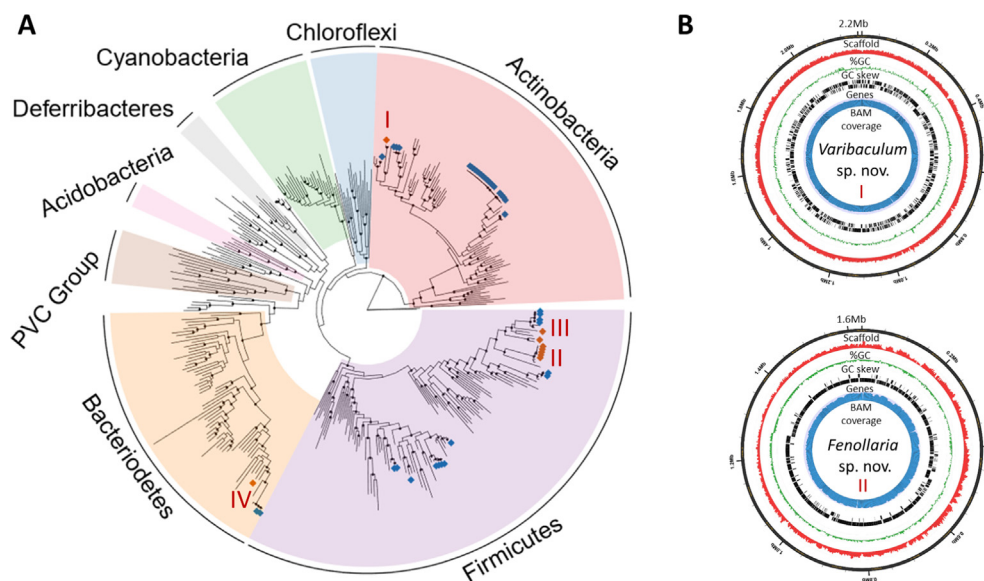 A
Chloroflexi
Cyanobacteria
Deferribacteres
Acidobacteria
PVC Group
Bacteriodetes
Firmicutes
Actinobacteria
I
III
II
IV
B
2.2Mb
Scaffold
%GC
GC skew
Genes
BAM
coverage
Varibaculum
sp. nov.
I
1.6Mb
Scaffold
%GC
GC skew
Genes
BAM
coverage
Fenollaria
sp. nov.
II